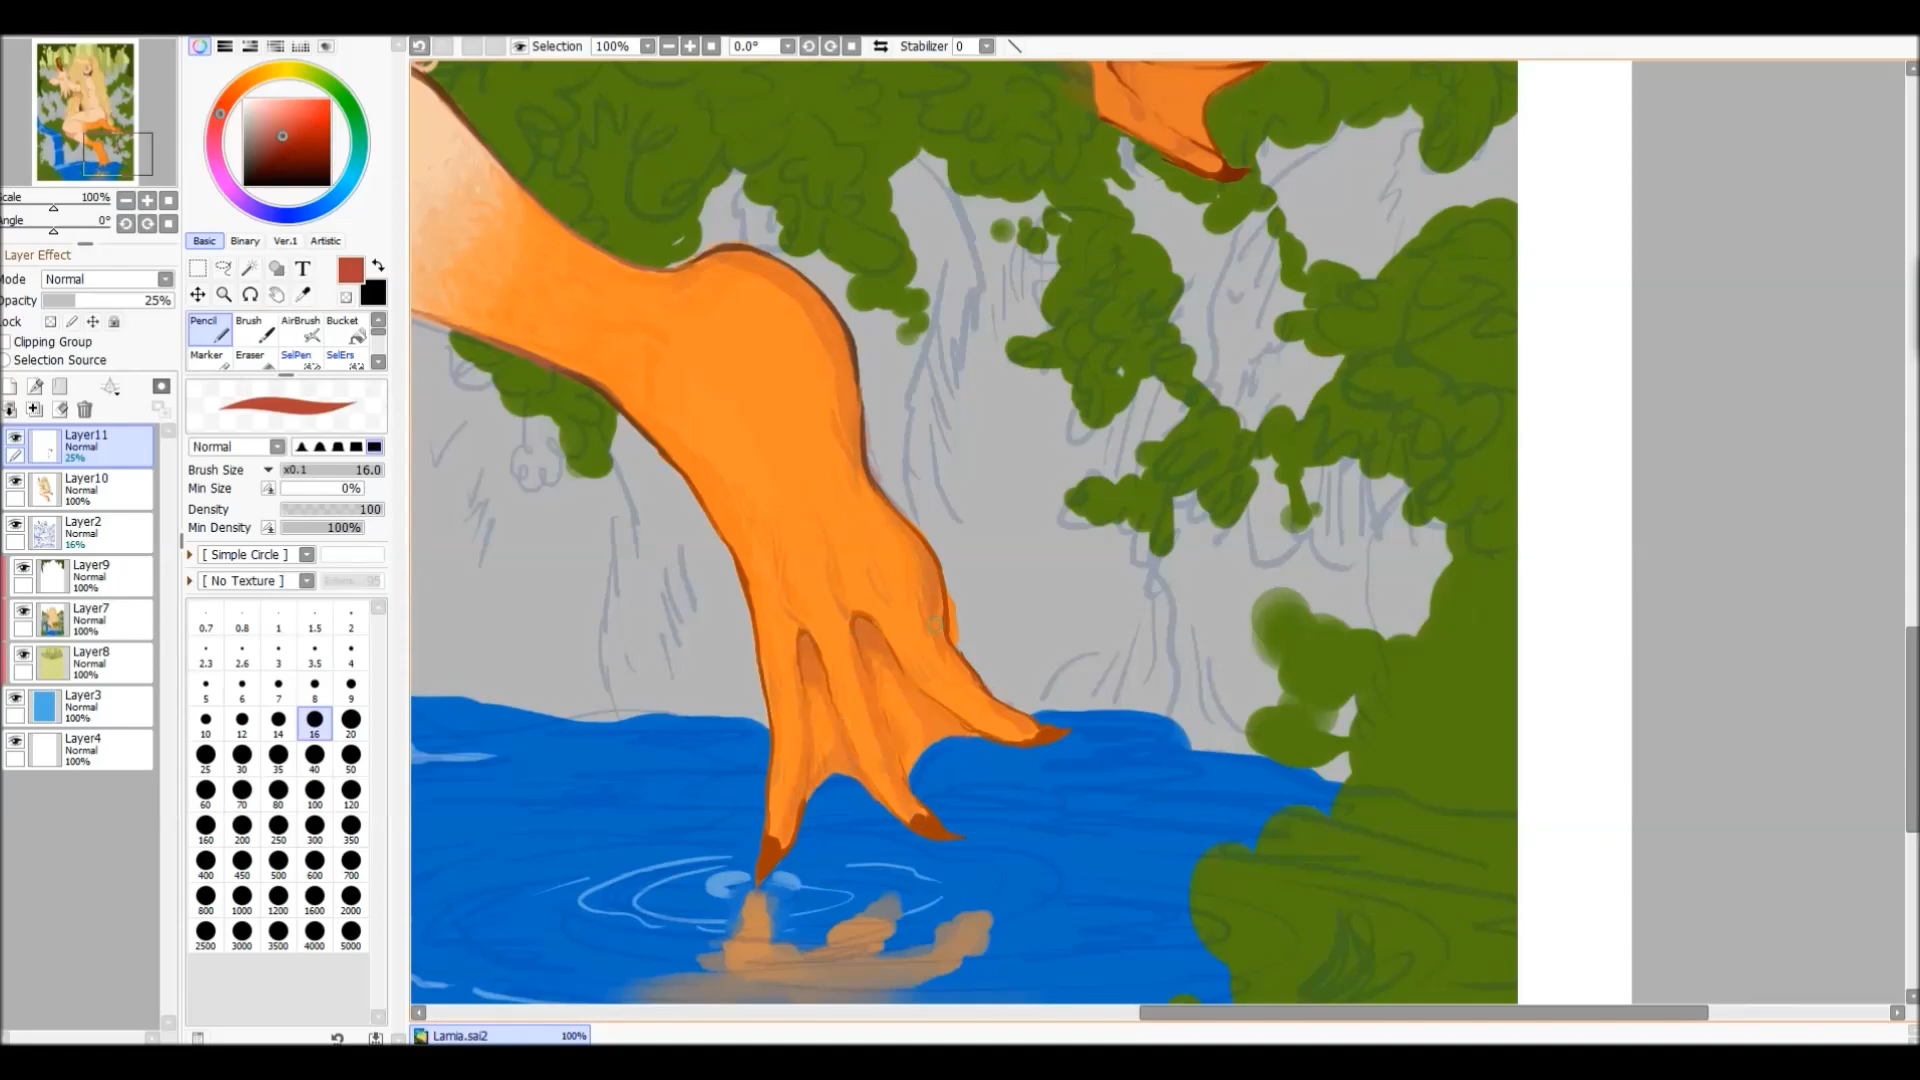 Selection 100% 0.0° Stabilizer 0
Scale 100%
Angle 0°
Layer Effect
Mode Normal
Opacity 25%
Lock
Clipping Group
Selection Source
Layer11
Normal
25%
Layer10
Normal
100%
Layer2
Normal
16%
Layer9
Normal
100%
Layer7
Normal
100%
Layer8
Normal
100%
Layer3
Normal
100%
Layer4
Normal
100%
Basic Binary Ver.1 Artistic
T
Pencil Brush AirBrush Bucket
Marker Eraser SelPen SelErs
Normal
Brush Size x0.1 16.0
Min Size 0%
Density 100
Min Density 100%
[ Simple Circle ]
[ No Texture ] 95
0.7 0.8 1 1.5 2
2.3 2.6 3 3.5 4
5 6 7 8 9
10 12 14 16 20
25 30 35 40 50
60 70 80 100 120
160 200 250 300 350
400 450 500 600 700
800 1000 1200 1600 2000
2500 3000 3500 4000 5000
Lamia.sai2 100%